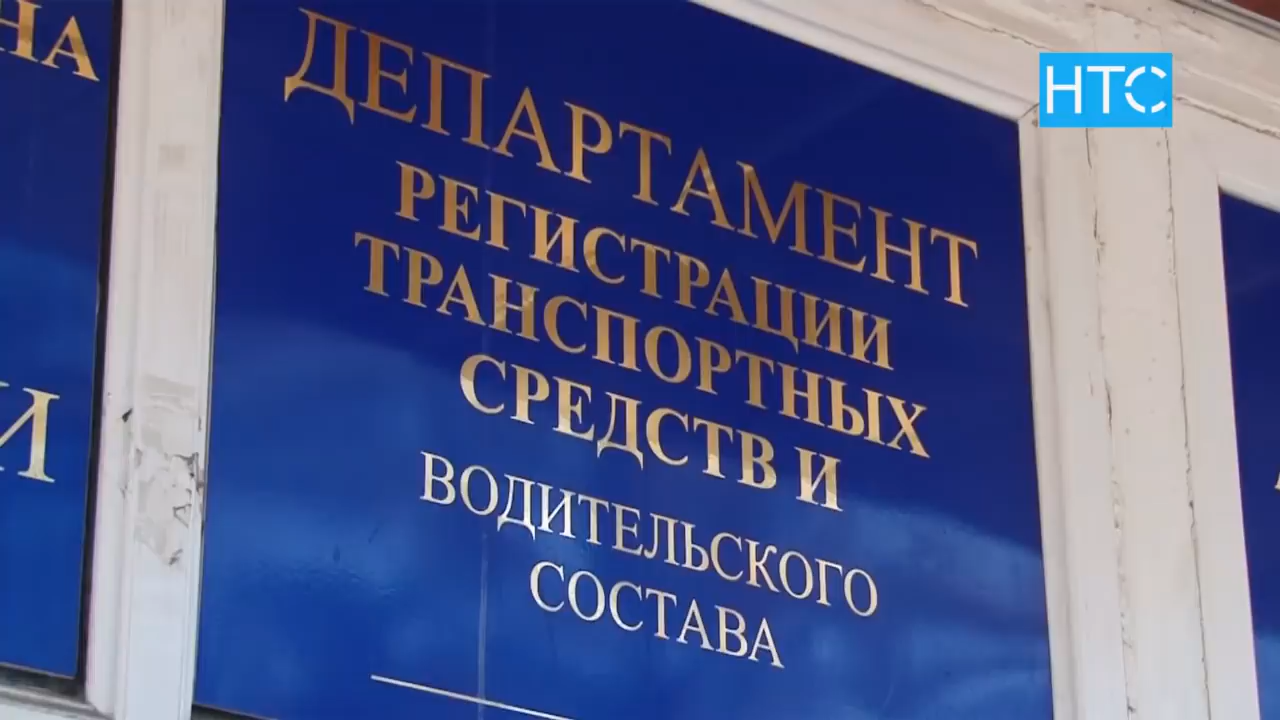 НТС
ДЕПАРТАМЕНТ
РЕГИСТРАЦИИ
ТРАНСПОРТНЫХ
СРЕДСТВ И
ВОДИТЕЛЬСКОГО
СОСТАВА